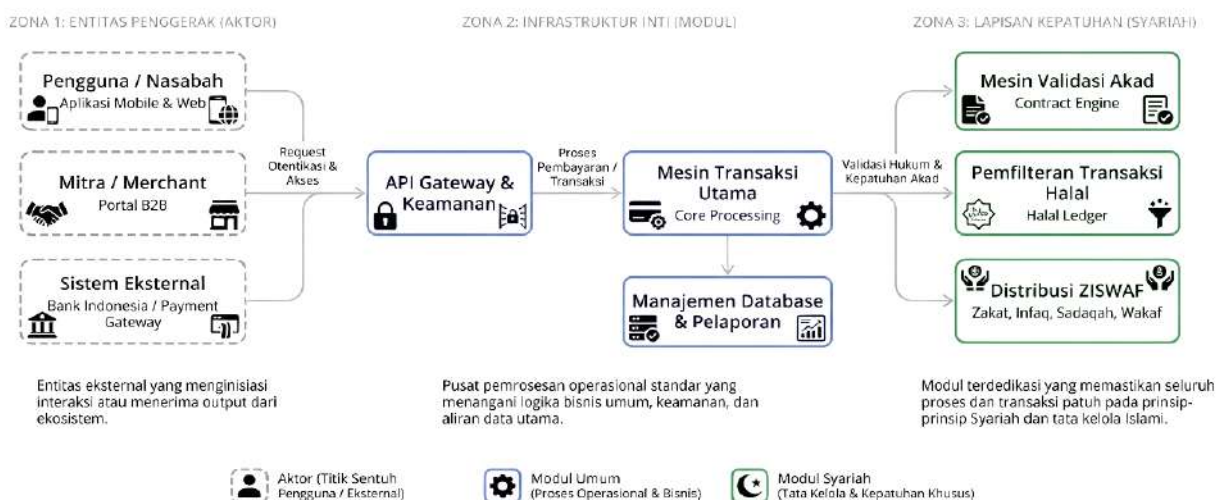 ZONA 1: ENTITAS PENGGERAK (AKTOR)
ZONA 2: INFRASTRUKTUR INTI (MODUL)
ZONA 3: LAPISAN KEPATUHAN (SYARIAH)
Pengguna / Nasabah
Aplikasi Mobile & Web
Mitra / Merchant
Portal B2B
Sistem Eksternal
Bank Indonesia / Payment
Gateway
Request
Otentikasi &
Akses
API Gateway &
Keamanan
Proses
Pembayaran /
Transaksi
Mesin Transaksi
Utama
Core Processing
Manajemen Database
& Pelaporan
Validasi Hukum &
Kepatuhan Akad
Mesin Validasi Akad
Contract Engine
Pemfilteran Transaksi
Halal
Halal Ledger
Distribusi ZISWAF
Zakat, Infaq, Sadaqah, Wakaf
Entitas eksternal yang menginisiasi
interaksi atau menerima output dari
ekosistem.
Pusat pemrosesan operasional standar yang
menangani logika bisnis umum, keamanan, dan
aliran data utama.
Modul terdedikasi yang memastikan seluruh
proses dan transaksi patuh pada prinsip-
prinsip Syariah dan tata kelola Islami.
Aktor (Titik Sentuh
Pengguna / Eksternal)
Modul Umum
(Proses Operasional & Bisnis)
Modul Syariah
(Tata Kelola & Kepatuhan Khusus)